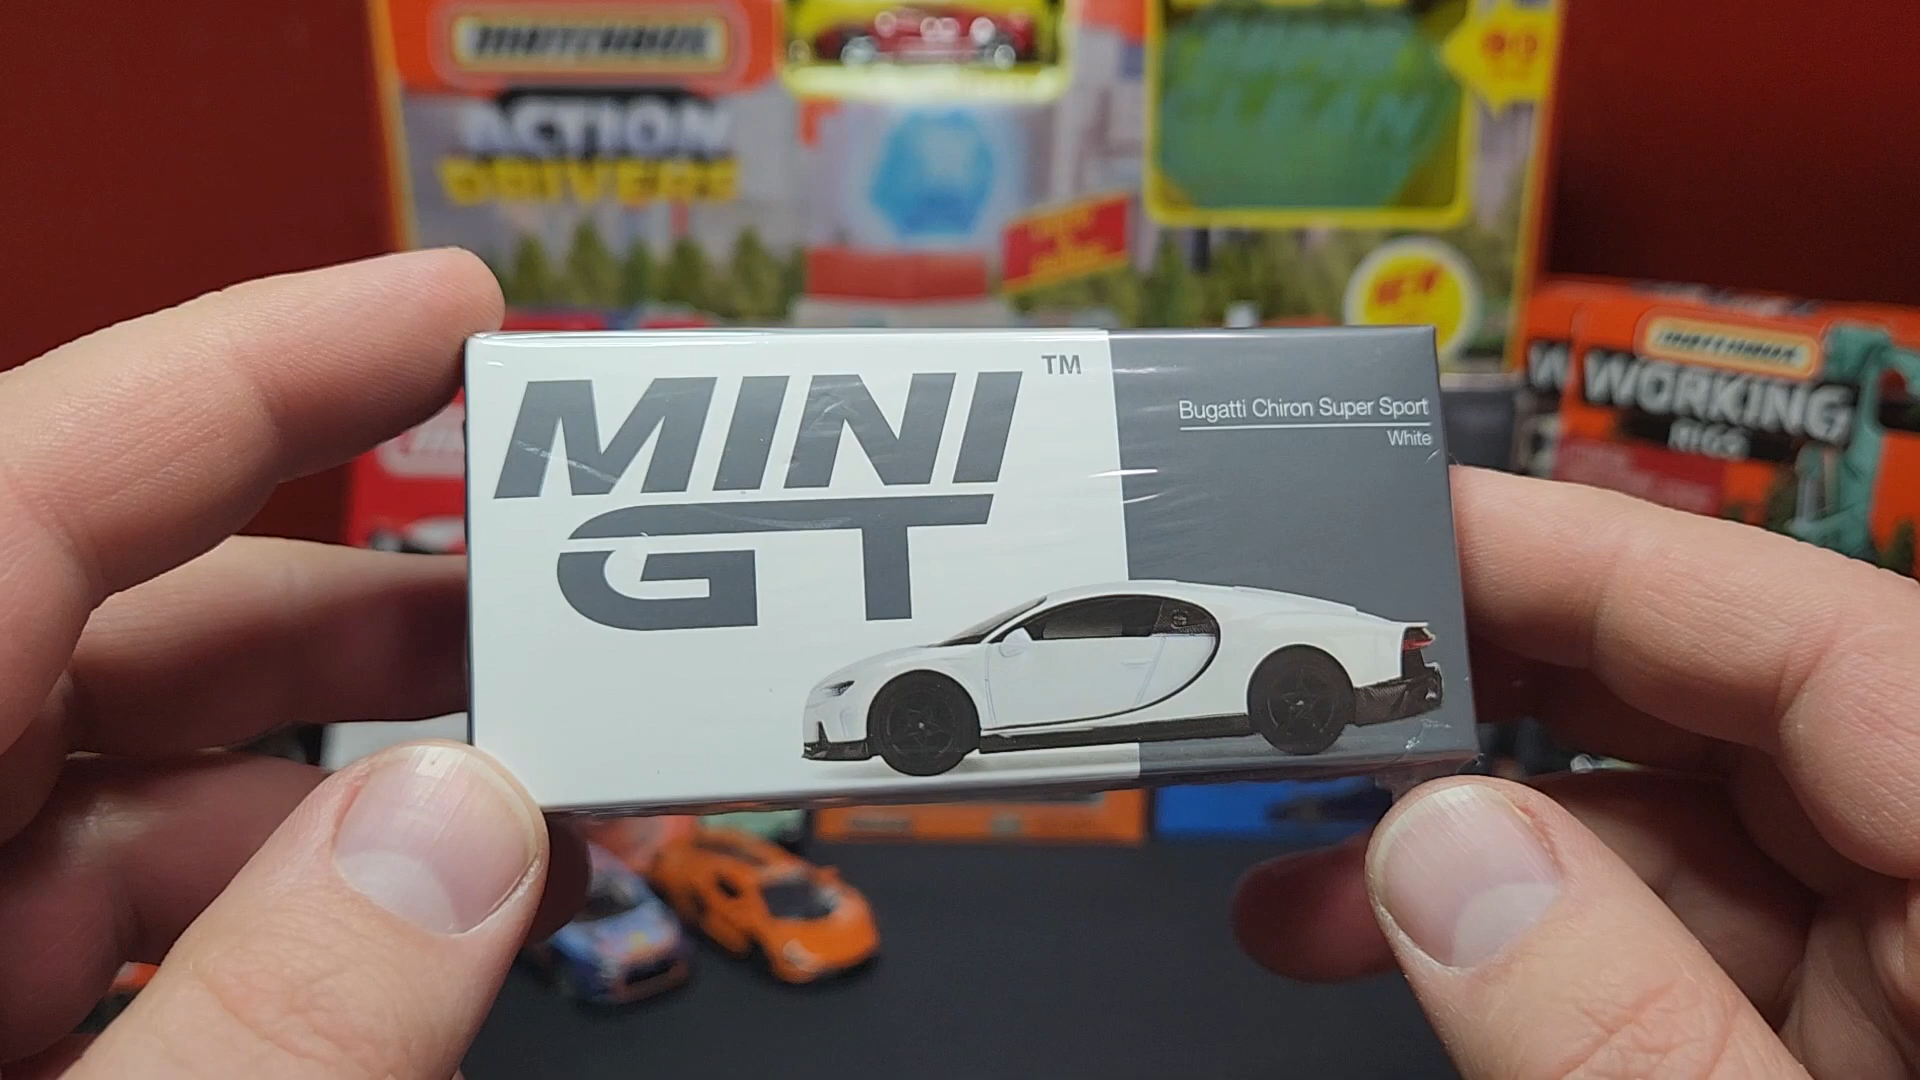 MATCHBOX
ACTION
DRIVERS
MINI
GT
TM
Bugatti Chiron Super Sport
White
MATCHBOX
WORKING
RIGS